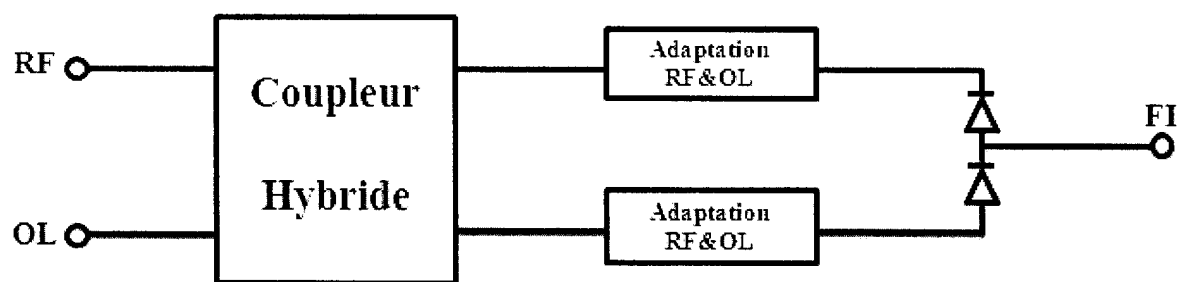 RF
OL
Coupleur
Hybride
Adaptation
RF&OL
Adaptation
RF&OL
FI